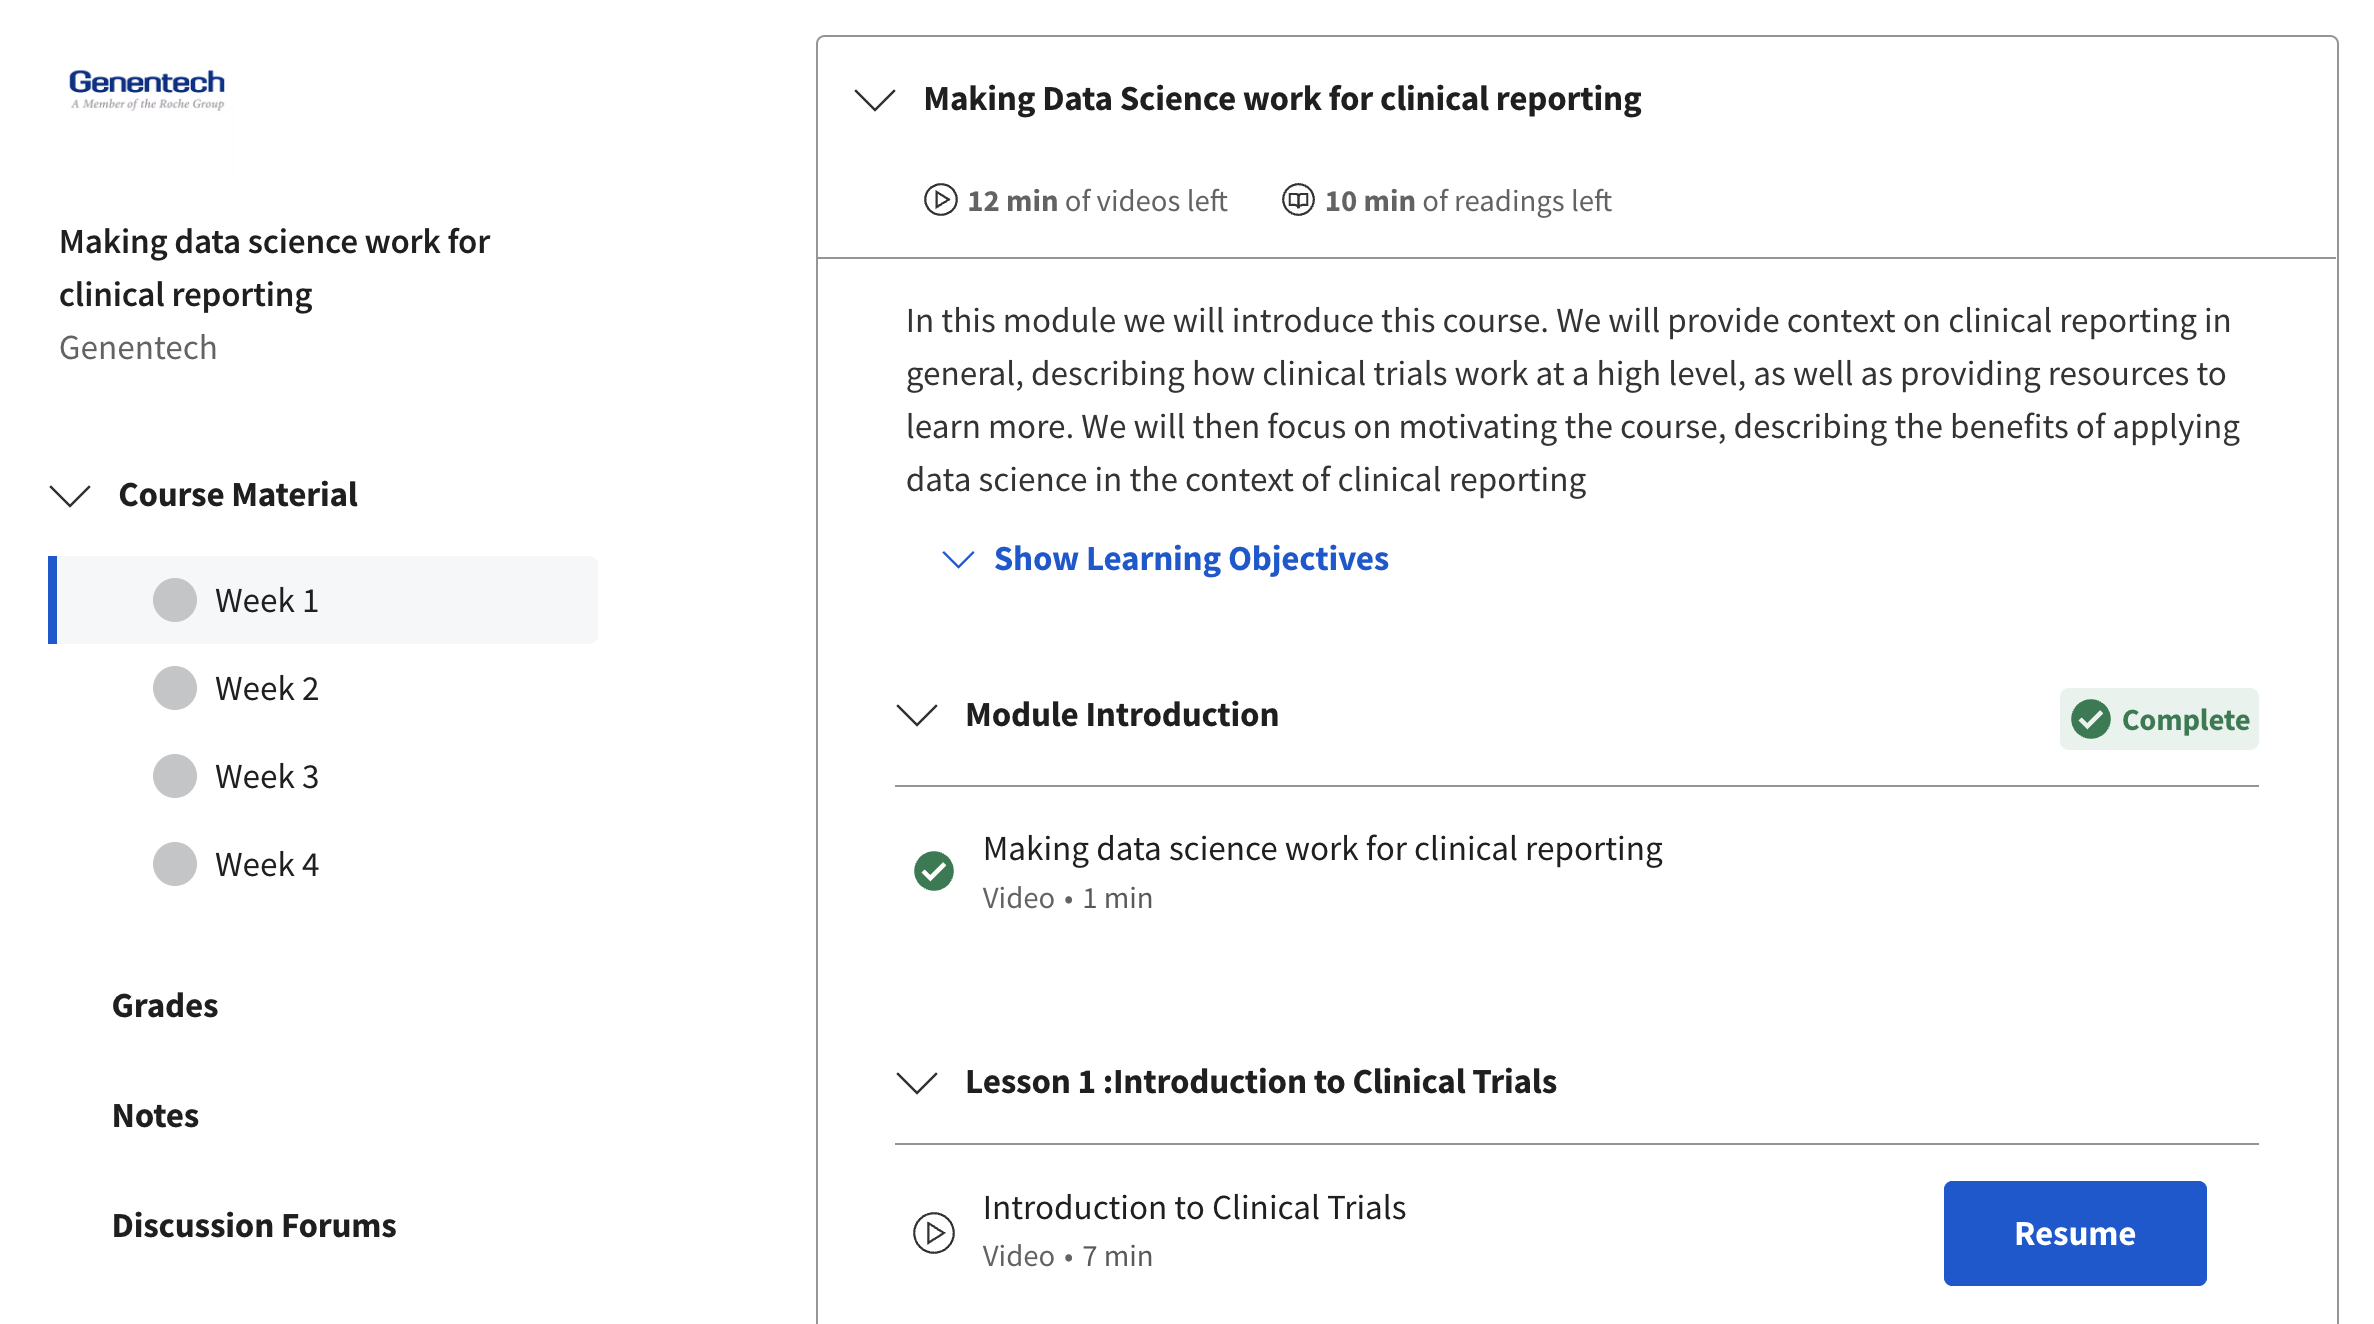 Genentech
A Member of the Roche Group
Making data science work for
clinical reporting
Genentech
Course Material
Week 1
Week 2
Week 3
Week 4
Grades
Notes
Discussion Forums
Making Data Science work for clinical reporting
12 min of videos left
10 min of readings left
In this module we will introduce this course. We will provide context on clinical reporting in
general, describing how clinical trials work at a high level, as well as providing resources to
learn more. We will then focus on motivating the course, describing the benefits of applying
data science in the context of clinical reporting
Show Learning Objectives
Module Introduction
Complete
Making data science work for clinical reporting
Video • 1 min
Lesson 1 :Introduction to Clinical Trials
Introduction to Clinical Trials
Video • 7 min
Resume